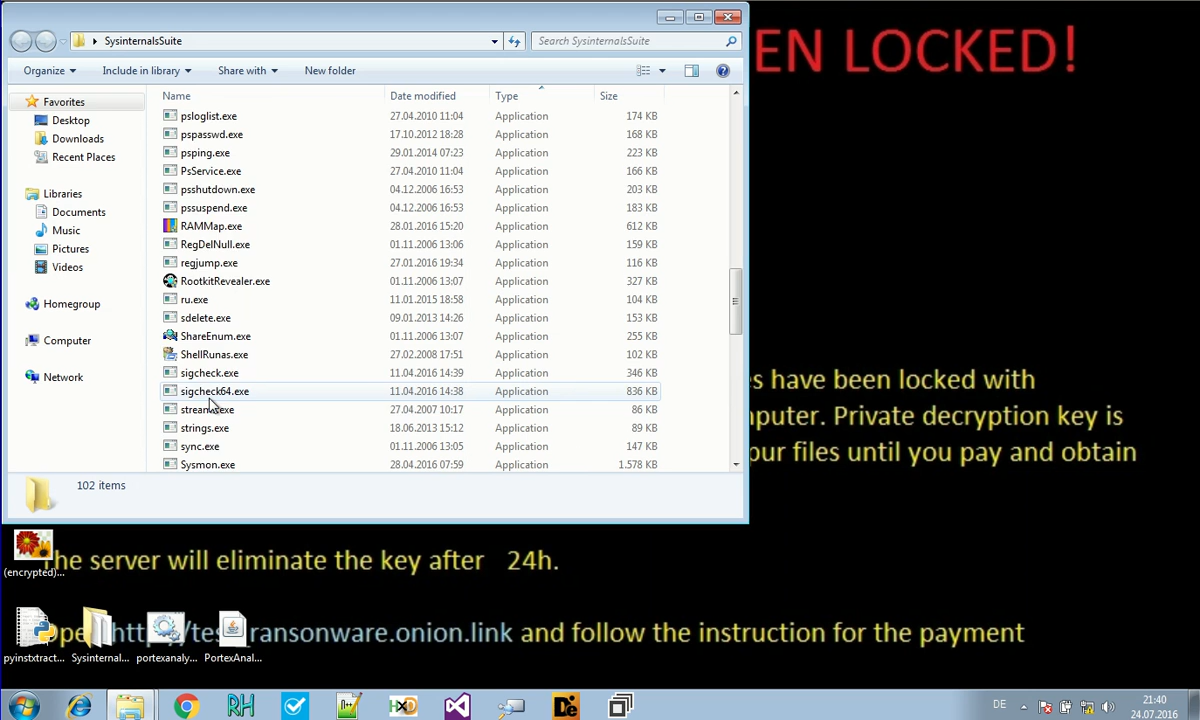 SysinternalsSuite
Search SysinternalsSuite
EN LOCKED!
Organize
Include in library
Share with
New folder
Favorites
Desktop
Downloads
Recent Places
Libraries
Documents
Music
Pictures
Videos
Homegroup
Computer
Network
Name Date modified Type Size
psloglist.exe 27.04.2010 11:04 Application 174 KB
pspasswd.exe 17.10.2012 18:28 Application 168 KB
psping.exe 29.01.2014 07:23 Application 223 KB
PsService.exe 27.04.2010 11:04 Application 166 KB
psshutdown.exe 04.12.2006 16:53 Application 203 KB
pssuspend.exe 04.12.2006 16:53 Application 183 KB
RAMMap.exe 28.01.2016 15:20 Application 612 KB
RegDelNull.exe 01.11.2006 13:06 Application 159 KB
regjump.exe 27.01.2016 19:34 Application 116 KB
RootkitRevealer.exe 01.11.2006 13:07 Application 327 KB
ru.exe 11.01.2015 18:58 Application 104 KB
sdelete.exe 09.01.2013 14:26 Application 153 KB
ShareEnum.exe 01.11.2006 13:07 Application 255 KB
ShellRunas.exe 27.02.2008 17:51 Application 102 KB
sigcheck.exe 11.04.2016 14:39 Application 346 KB
sigcheck64.exe 11.04.2016 14:38 Application 836 KB
streams.exe 27.04.2007 10:17 Application 86 KB
strings.exe 18.06.2013 15:12 Application 89 KB
sync.exe 01.11.2006 13:05 Application 147 KB
Sysmon.exe 28.04.2016 07:59 Application 1.578 KB
102 items
es have been locked with
puter. Private decryption key is
our files until you pay and obtain
The server will eliminate the key after 24h.
http://tes ransonware.onion.link and follow the instruction for the payment
(encrypted)...
pyinstxtract...
Sysinternal...
portexanaly...
PortexAnal...
RH
HXD
De
DE
21:40
24.07.2016